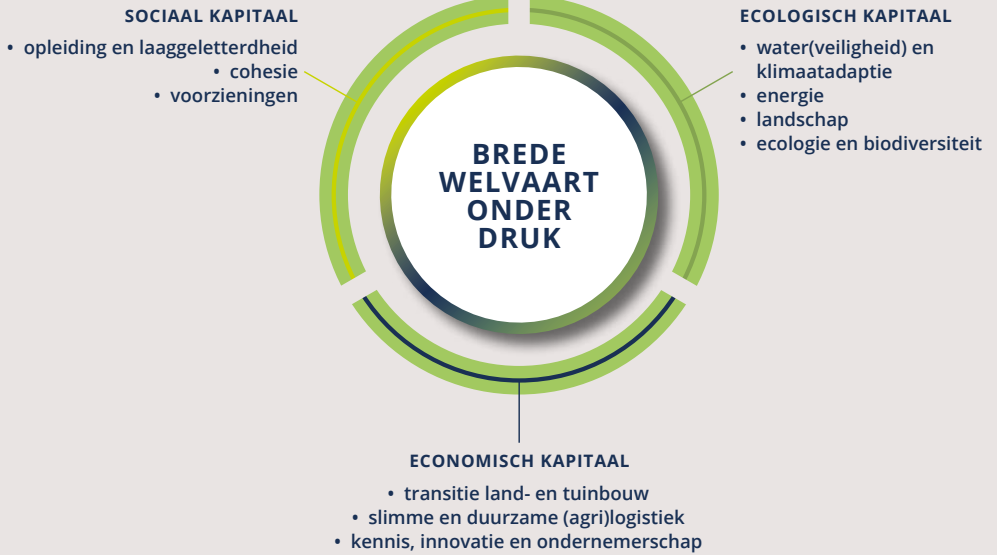 SOCIAAL KAPITAAL
• opleiding en laaggeletterdheid
• cohesie
• voorzieningen
ECOLOGISCH KAPITAAL
• water(veiligheid) en
klimaatadaptie
• energie
• landschap
• ecologie en biodiversiteit
BREDE
WELVAART
ONDER
DRUK
ECONOMISCH KAPITAAL
• transitie land- en tuinbouw
• slimme en duurzame (agri)logistiek
• kennis, innovatie en ondernemerschap